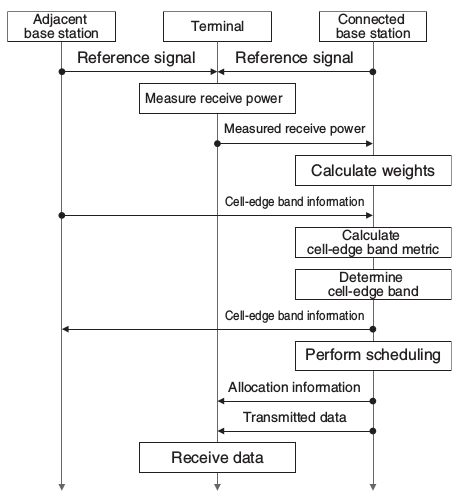 Adjacent
base station
Terminal
Connected
base station
Reference signal
Reference signal
Measure receive power
Measured receive power
Calculate weights
Cell-edge band information
Calculate
cell-edge band metric
Determine
cell-edge band
Cell-edge band information
Perform scheduling
Allocation information
Transmitted data
Receive data